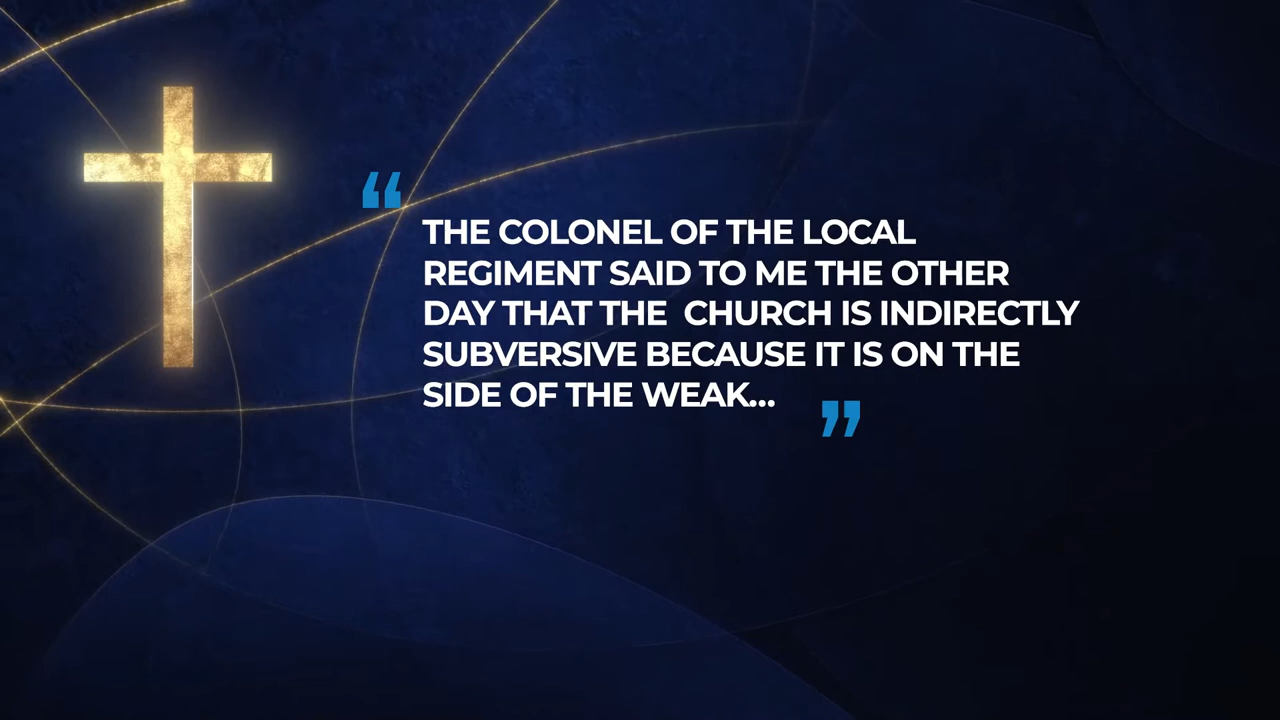 “
THE COLONEL OF THE LOCAL
REGIMENT SAID TO ME THE OTHER
DAY THAT THE  CHURCH IS INDIRECTLY
SUBVERSIVE BECAUSE IT IS ON THE
SIDE OF THE WEAK...
”